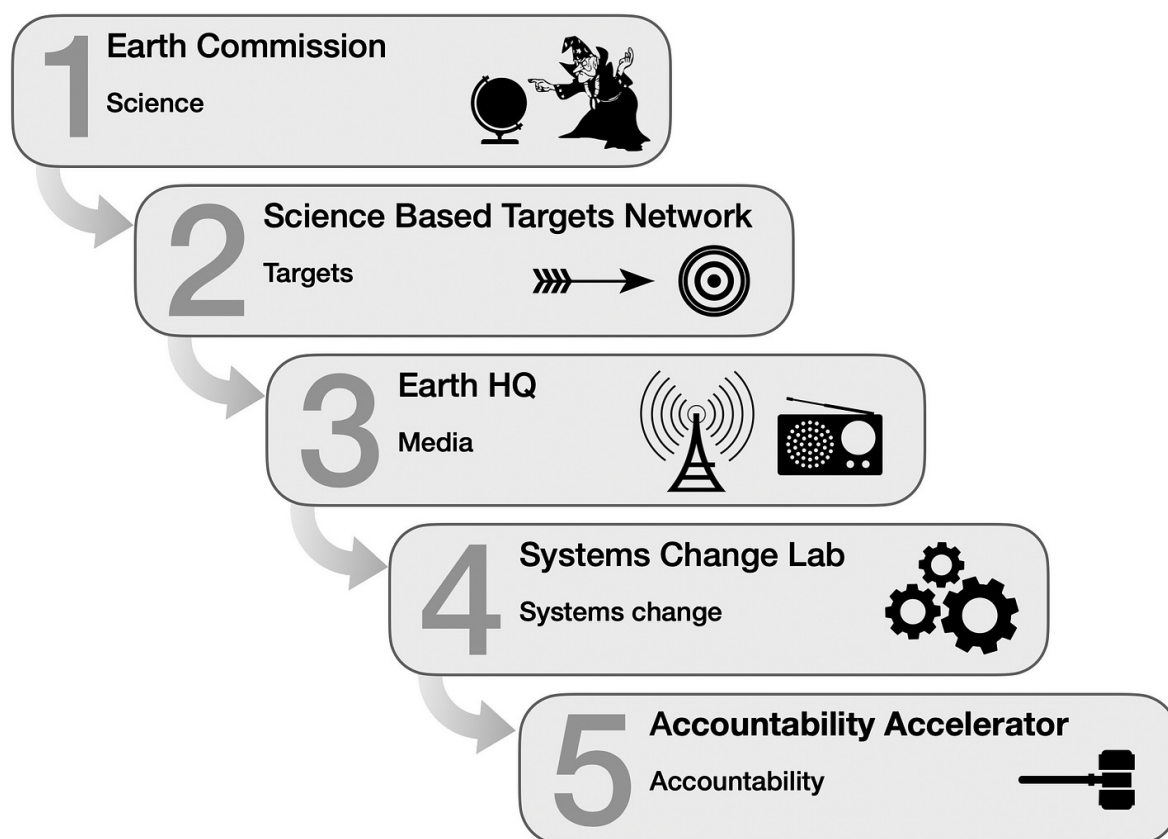 1
Earth Commission
Science
2
Science Based Targets Network
Targets
3
Earth HQ
Media
4
Systems Change Lab
Systems change
5
Accountability Accelerator
Accountability